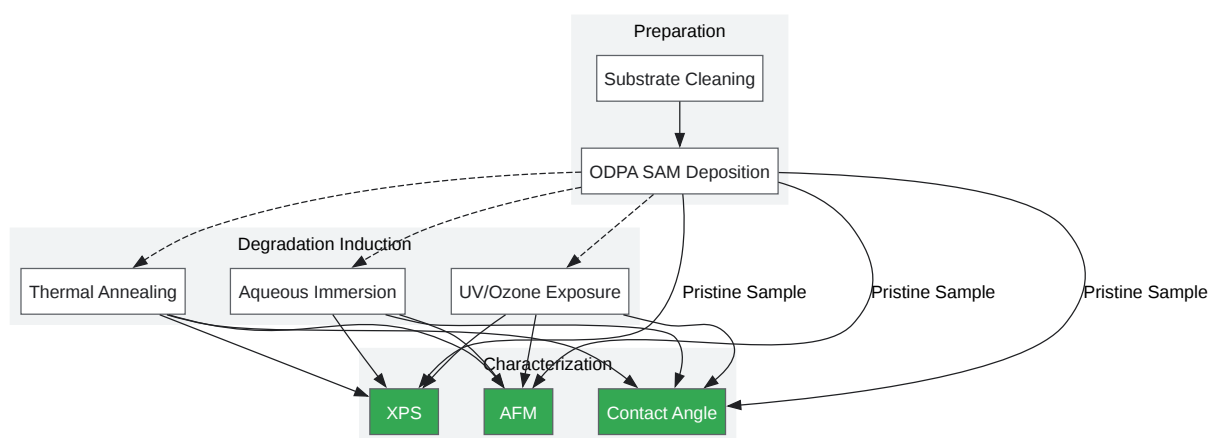 Preparation
Substrate Cleaning
ODPA SAM Deposition
Degradation Induction
Thermal Annealing
Aqueous Immersion
UV/Ozone Exposure
Pristine Sample
Pristine Sample
Pristine Sample
Characterization
XPS
AFM
Contact Angle